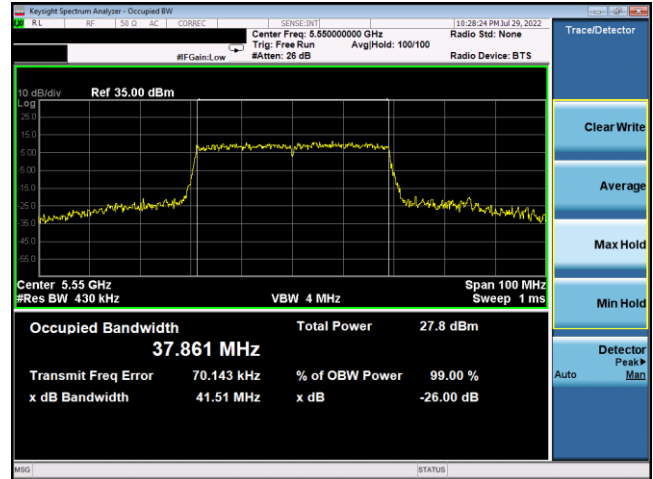 Keysight Spectrum Analyzer - Occupied BW
LXI RL RF 50 Ω AC CORREC SENSE:INT 10:28:24 PM Jul 29, 2022
Center Freq: 5.550000000 GHz Radio Std: None
Trig: Free Run Avg|Hold: 100/100
#IFGain:Low #Atten: 26 dB Radio Device: BTS
Trace/Detector
10 dB/div Ref 35.00 dBm
Log
25.0
15.0
5.00
-5.00
-15.0
-25.0
-35.0
-45.0
-55.0
Center 5.55 GHz Span 100 MHz
#Res BW 430 kHz VBW 4 MHz Sweep 1 ms
Occupied Bandwidth Total Power 27.8 dBm
37.861 MHz
Transmit Freq Error 70.143 kHz % of OBW Power 99.00 %
x dB Bandwidth 41.51 MHz x dB -26.00 dB
Clear Write
Average
Max Hold
Min Hold
Detector
Peak▶
Auto Man
MSG STATUS